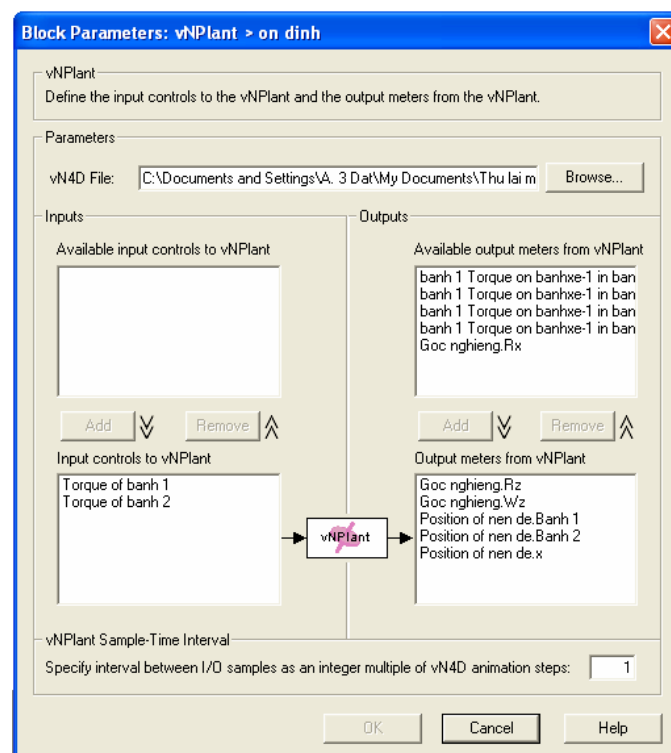 Block Parameters: vNPlant > on dinh
vNPlant
Define the input controls to the vNPlant and the output meters from the vNPlant.
Parameters
vN4D File: C:\Documents and Settings\A. 3 Dat\My Documents\Thu lai m Browse...
Inputs
Available input controls to vNPlant
Add Remove
Input controls to vNPlant
Torque of banh 1
Torque of banh 2
vNPlant
Outputs
Available output meters from vNPlant
banh 1 Torque on banhxe-1 in ban
banh 1 Torque on banhxe-1 in ban
banh 1 Torque on banhxe-1 in ban
banh 1 Torque on banhxe-1 in ban
Goc nghieng.Rx
Add Remove
Output meters from vNPlant
Goc nghieng.Rz
Goc nghieng.Wz
Position of nen de.Banh 1
Position of nen de.Banh 2
Position of nen de.x
vNPlant Sample-Time Interval
Specify interval between I/O samples as an integer multiple of vN4D animation steps: 1
OK Cancel Help